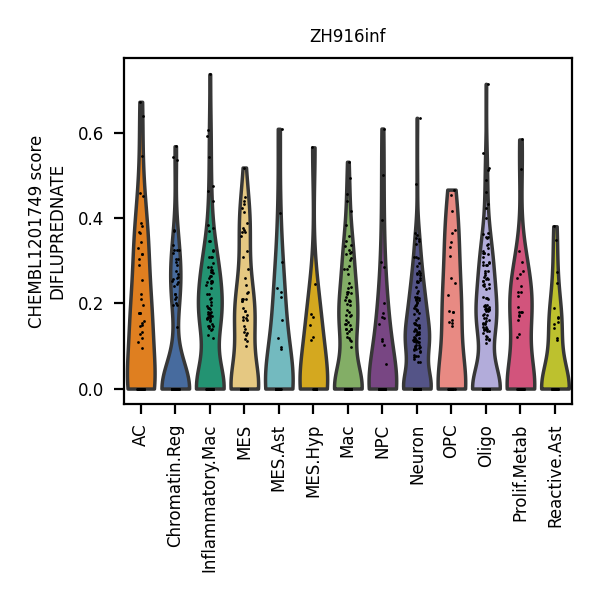 ZH916inf
CHEMBL1201749 score
DIFLUPREDNATE
0.6
0.4
0.2
0.0
AC
Chromatin.Reg
Inflammatory.Mac
MES
MES.Ast
MES.Hyp
Mac
NPC
Neuron
OPC
Oligo
Prolif.Metab
Reactive.Ast